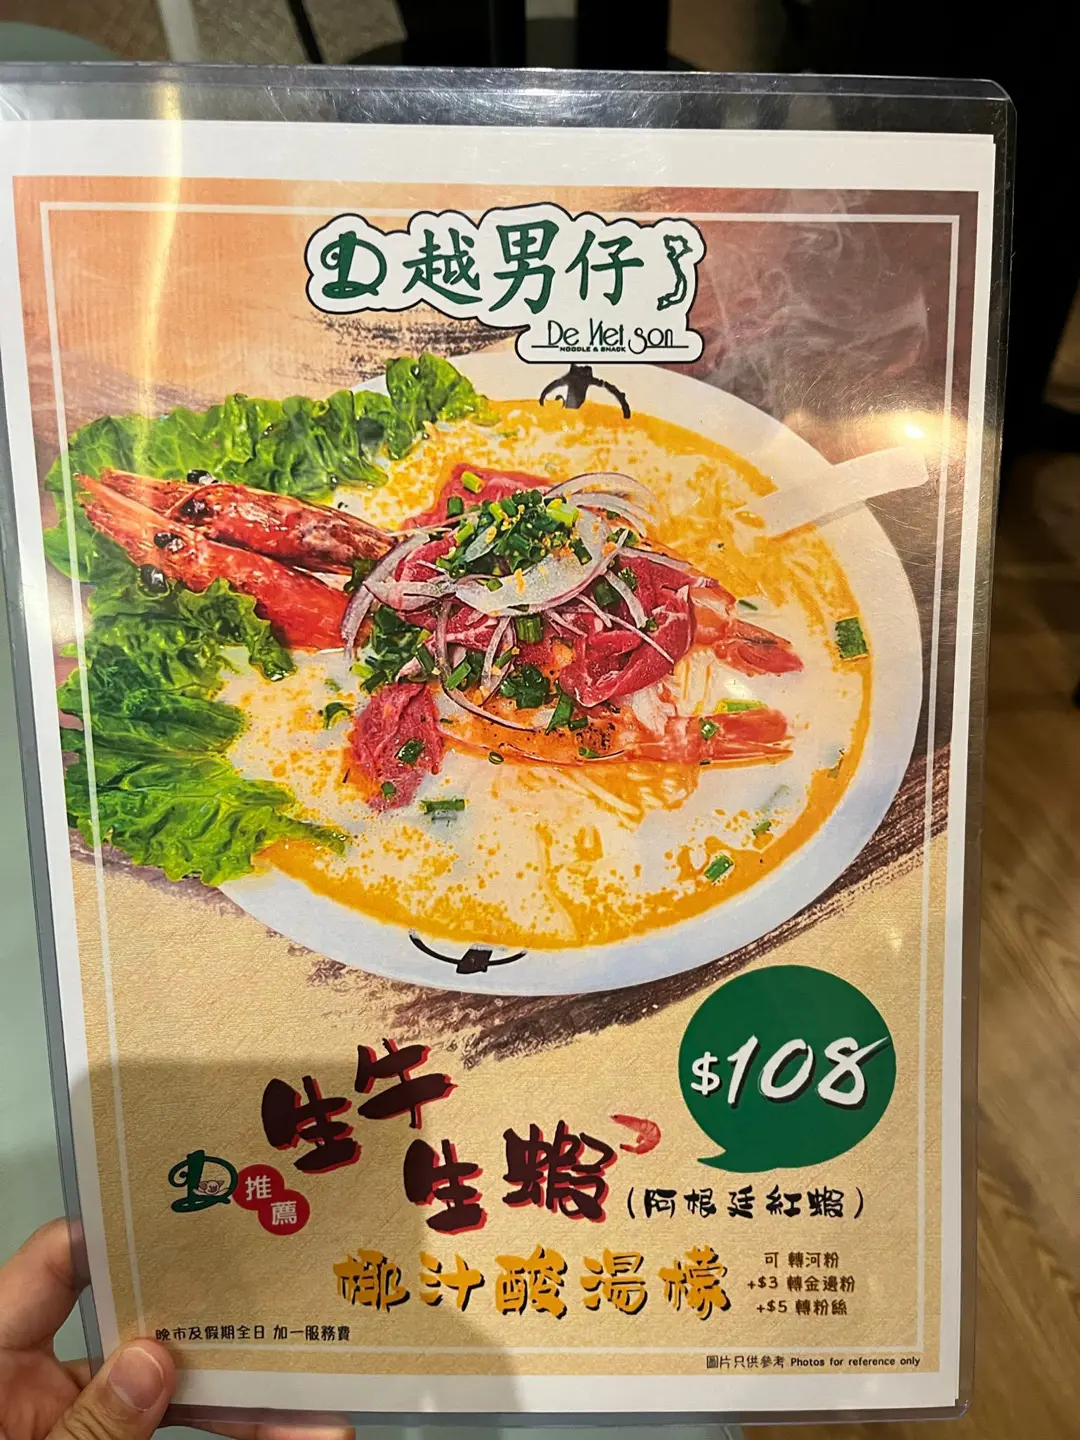 越男仔
De Viet Son
NOODLE & SNACK
$108
生牛
生蝦
(阿根廷紅蝦)
推薦
椰汁酸湯檬
可 轉河粉
+$3 轉金邊粉
+$5 轉粉絲
晚市及假期全日 加一服務費
圖片只供參考 Photos for reference only